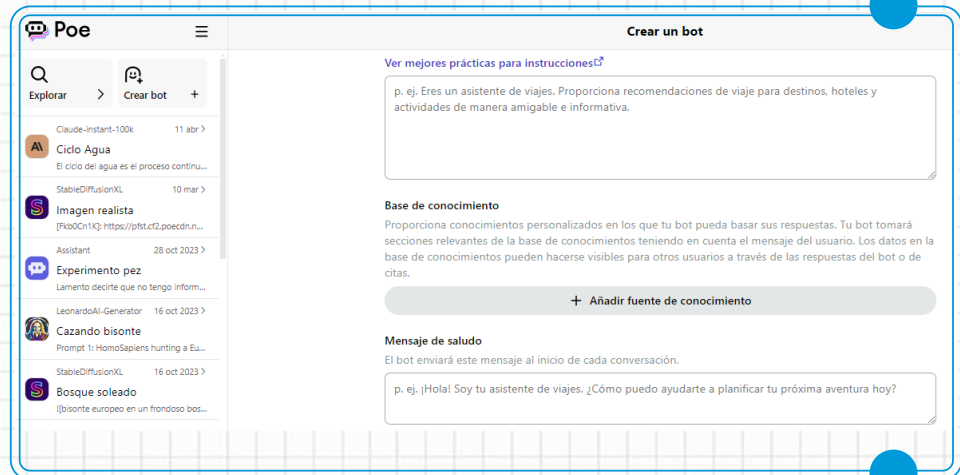 Poe
Crear un bot
Explorar
Crear bot +
Claude-instant-100k 11 abr
Ciclo Agua
El ciclo del agua es el proceso continu...
StableDiffusionXL 10 mar
Imagen realista
[Fkb0Cn1K]: https://pfst.cf2.poecdn.n...
Assistant 28 oct 2023
Experimento pez
Lamento decirte que no tengo inform...
LeonardoAI-Generator 16 oct 2023
Cazando bisonte
Prompt 1: HomoSapiens hunting a Eu...
StableDiffusionXL 16 oct 2023
Bosque soleado
![bisonte europeo en un frondoso bos...
Ver mejores prácticas para instrucciones
p. ej. Eres un asistente de viajes. Proporciona recomendaciones de viaje para destinos, hoteles y
actividades de manera amigable e informativa.
Base de conocimiento
Proporciona conocimientos personalizados en los que tu bot pueda basar sus respuestas. Tu bot tomará
secciones relevantes de la base de conocimientos teniendo en cuenta el mensaje del usuario. Los datos en la
base de conocimientos pueden hacerse visibles para otros usuarios a través de las respuestas del bot o de
citas.
+ Añadir fuente de conocimiento
Mensaje de saludo
El bot enviará este mensaje al inicio de cada conversación.
p. ej. ¡Hola! Soy tu asistente de viajes. ¿Cómo puedo ayudarte a planificar tu próxima aventura hoy?